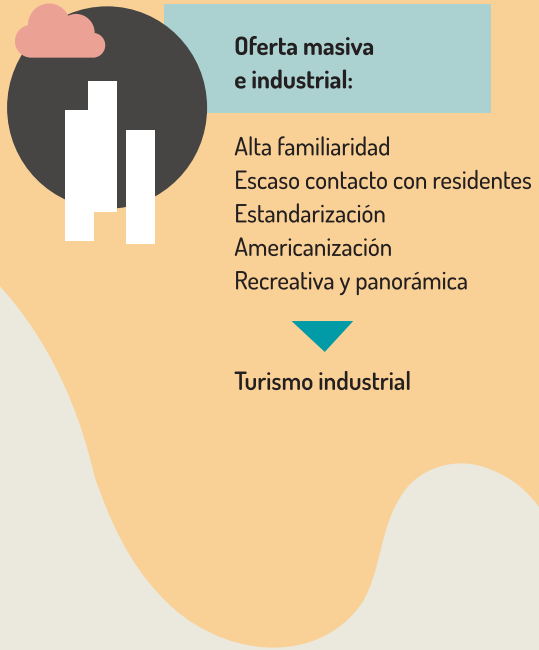 Oferta masiva
e industrial:
Alta familiaridad
Escaso contacto con residentes
Estandarización
Americanización
Recreativa y panorámica
Turismo industrial